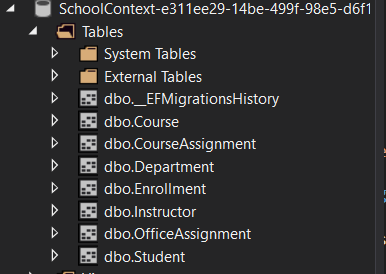 SchoolContext-e311ee29-14be-499f-98e5-d6f1
Tables
System Tables
External Tables
dbo.__EFMigrationsHistory
dbo.Course
dbo.CourseAssignment
dbo.Department
dbo.Enrollment
dbo.Instructor
dbo.OfficeAssignment
dbo.Student